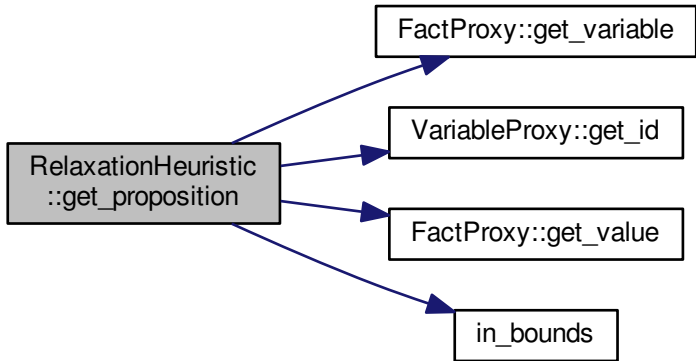 RelaxationHeuristic
::get_proposition
FactProxy::get_variable
VariableProxy::get_id
FactProxy::get_value
in_bounds